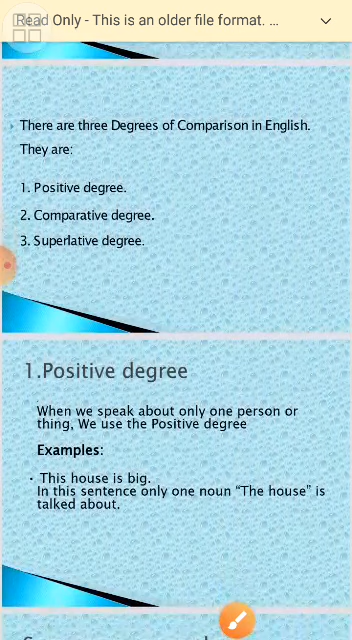 Read Only - This is an older file format. ...
There are three Degrees of Comparison in English.
They are:
1. Positive degree.
2. Comparative degree.
3. Superlative degree.
1.Positive degree
When we speak about only one person or
thing, We use the Positive degree
Examples:
• This house is big.
In this sentence only one noun “The house” is
talked about.